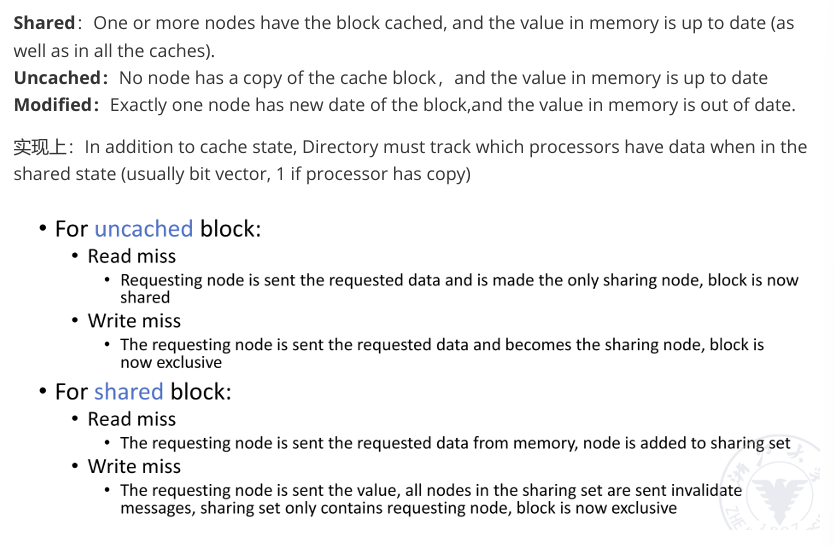 Shared：One or more nodes have the block cached, and the value in memory is up to date (as
well as in all the caches).
Uncached：No node has a copy of the cache block，and the value in memory is up to date
Modified：Exactly one node has new date of the block,and the value in memory is out of date.
实现上：In addition to cache state, Directory must track which processors have data when in the
shared state (usually bit vector, 1 if processor has copy)
• For uncached block:
• Read miss
• Requesting node is sent the requested data and is made the only sharing node, block is now
shared
• Write miss
• The requesting node is sent the requested data and becomes the sharing node, block is
now exclusive
• For shared block:
• Read miss
• The requesting node is sent the requested data from memory, node is added to sharing set
• Write miss
• The requesting node is sent the value, all nodes in the sharing set are sent invalidate
messages, sharing set only contains requesting node, block is now exclusive